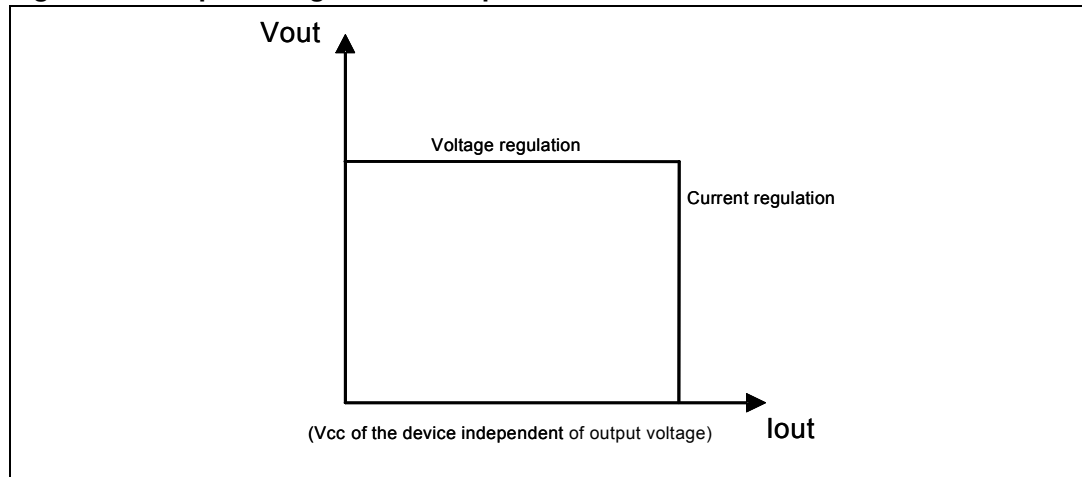 Vout
Voltage regulation
Current regulation
Iout
(Vcc of the device independent of output voltage)